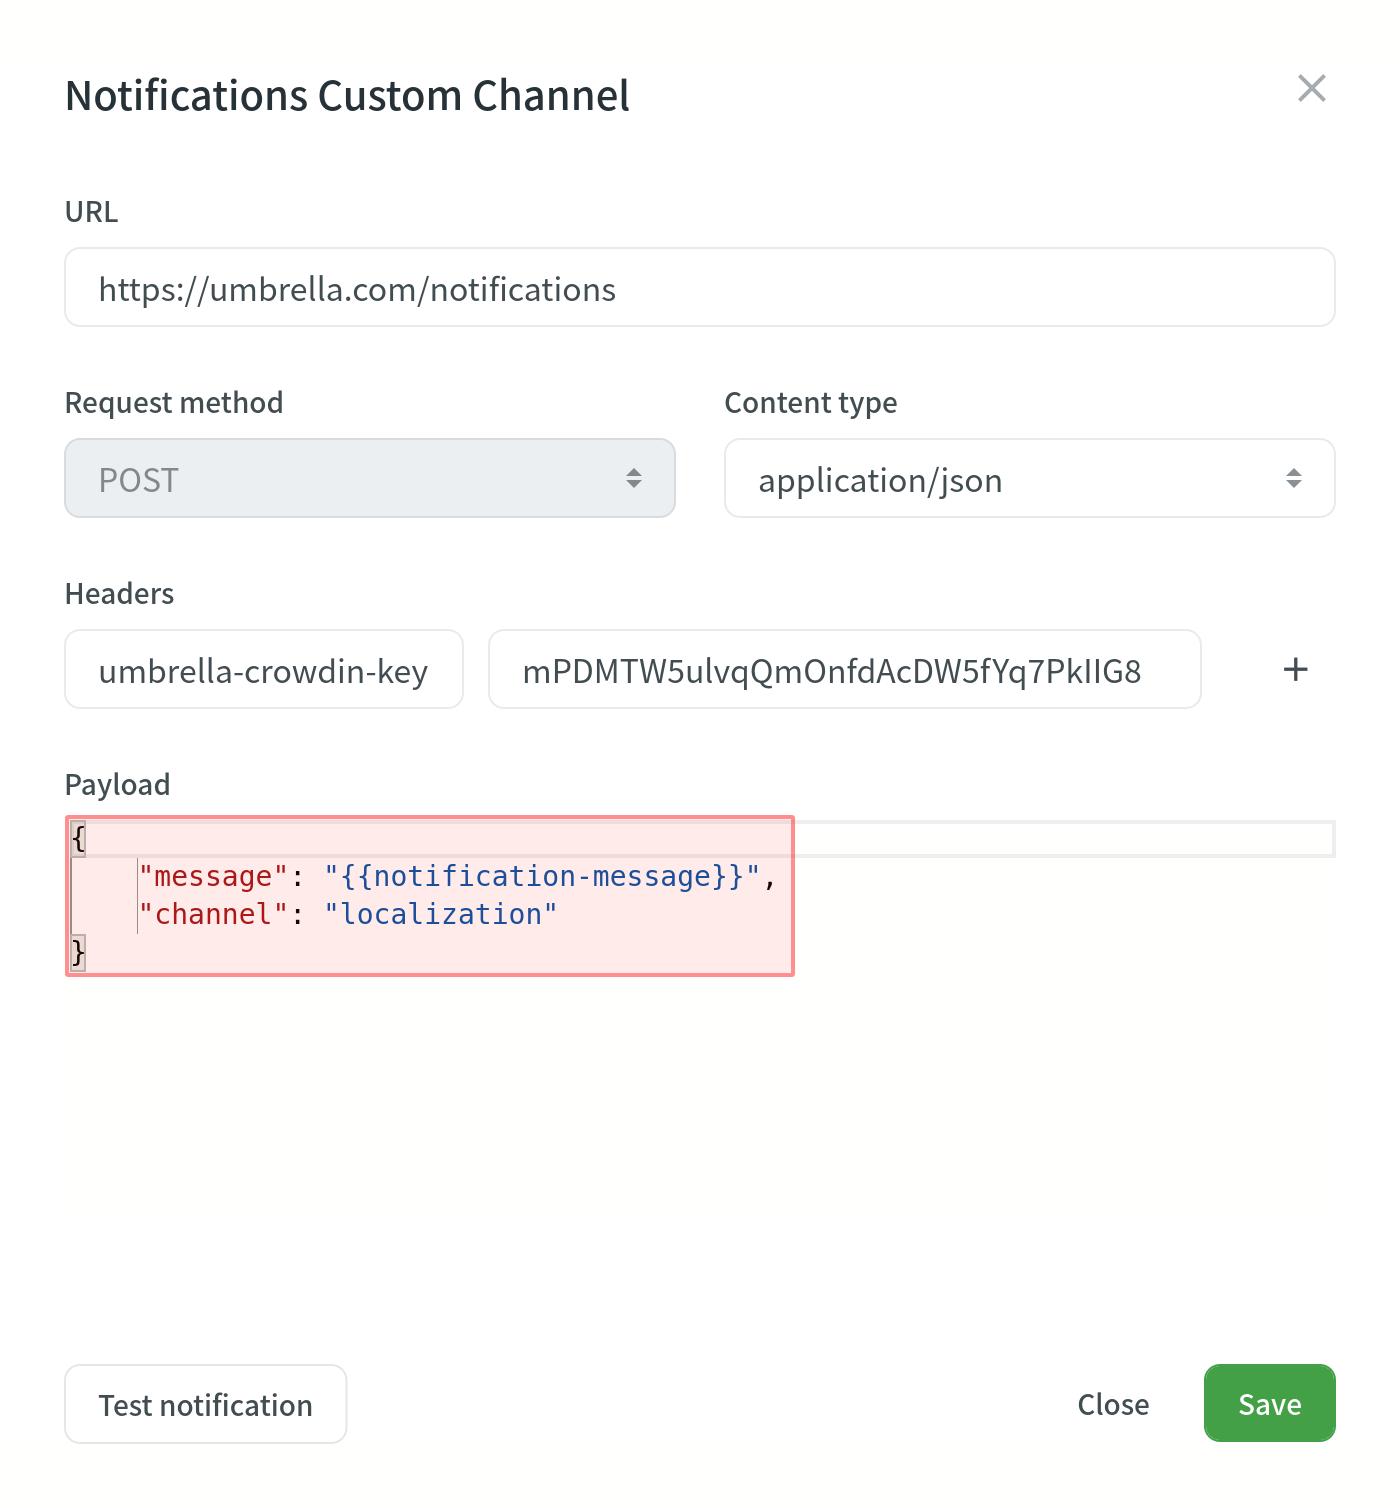 Notifications Custom Channel
URL
https://umbrella.com/notifications
Request method
Content type
POST
application/json
Headers
umbrella-crowdin-key
mPDMTW5ulvqQmOnfdAcDW5fYq7PkIIG8
Payload
{
"message": "{{notification-message}}",
"channel": "localization"
}
Test notification
Close
Save